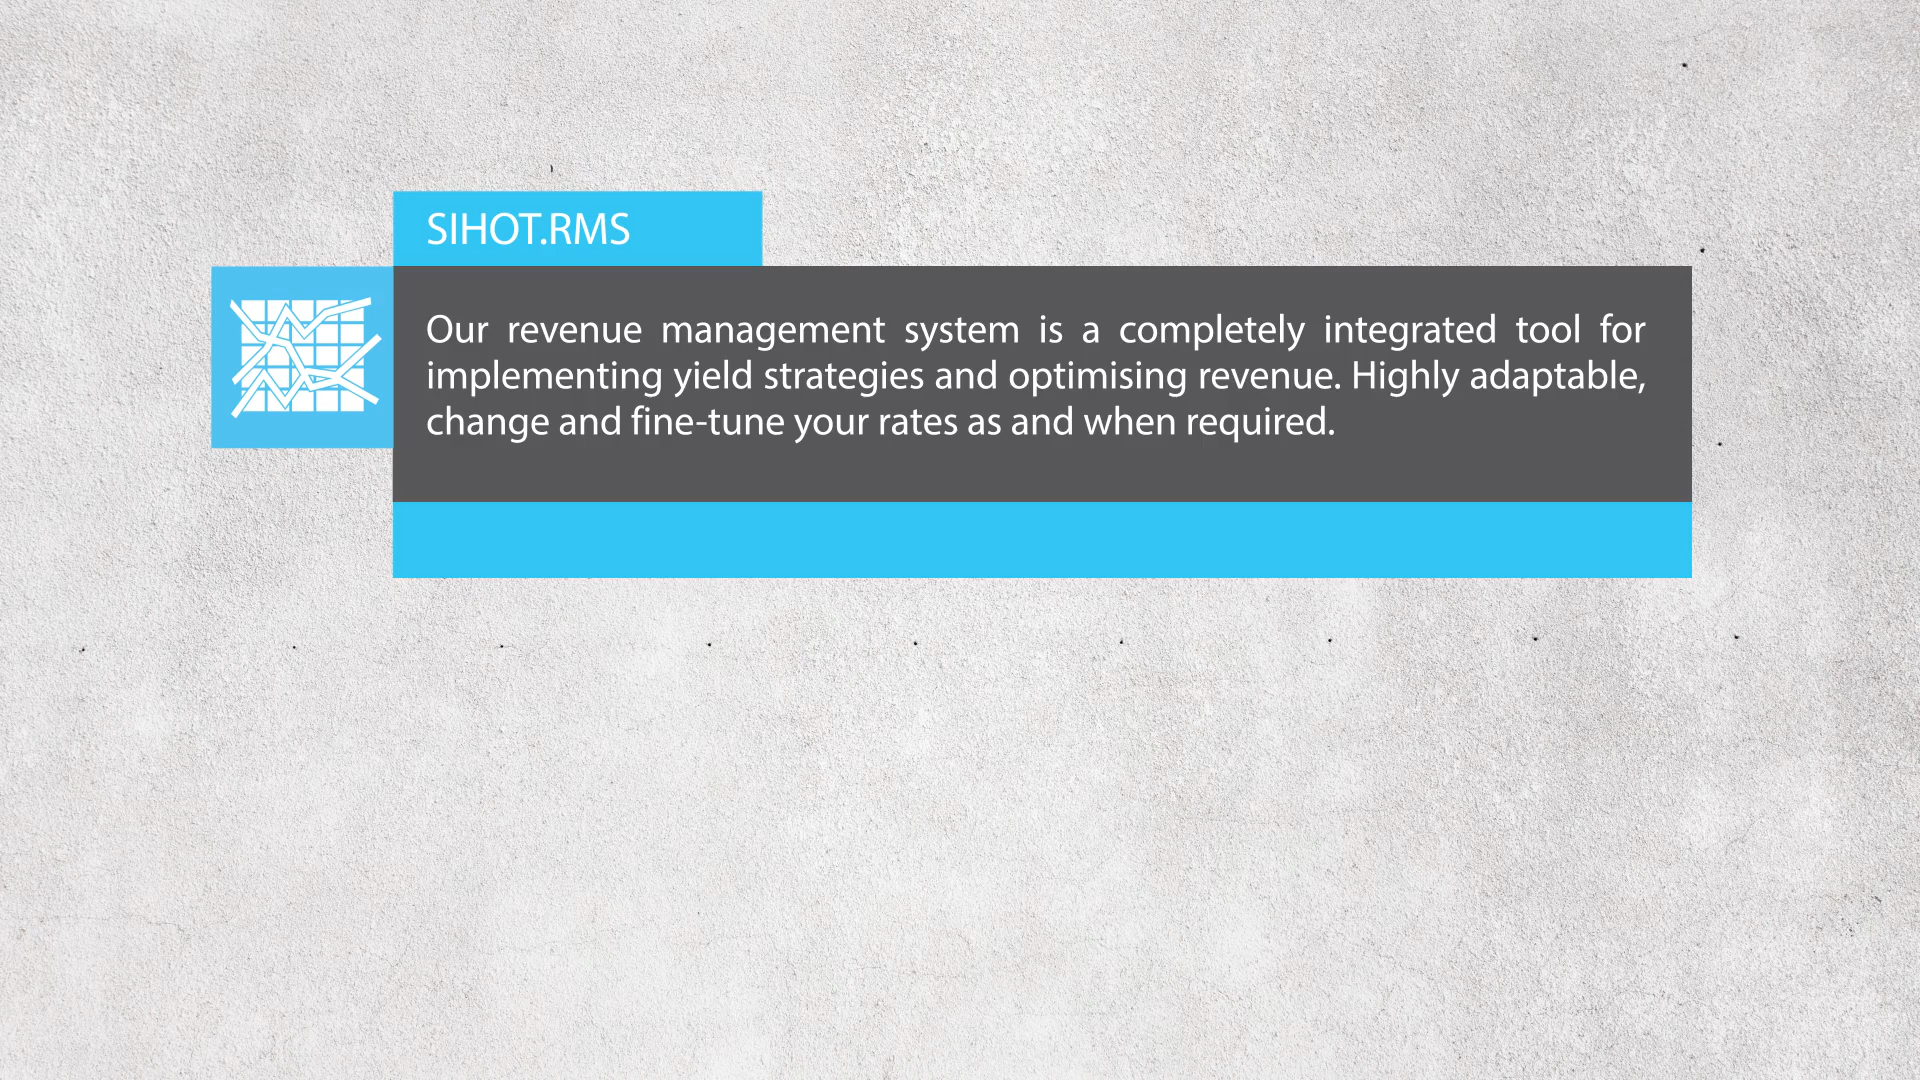 SIHOT.RMS
Our revenue management system is a completely integrated tool for
implementing yield strategies and optimising revenue. Highly adaptable,
change and fine-tune your rates as and when required.